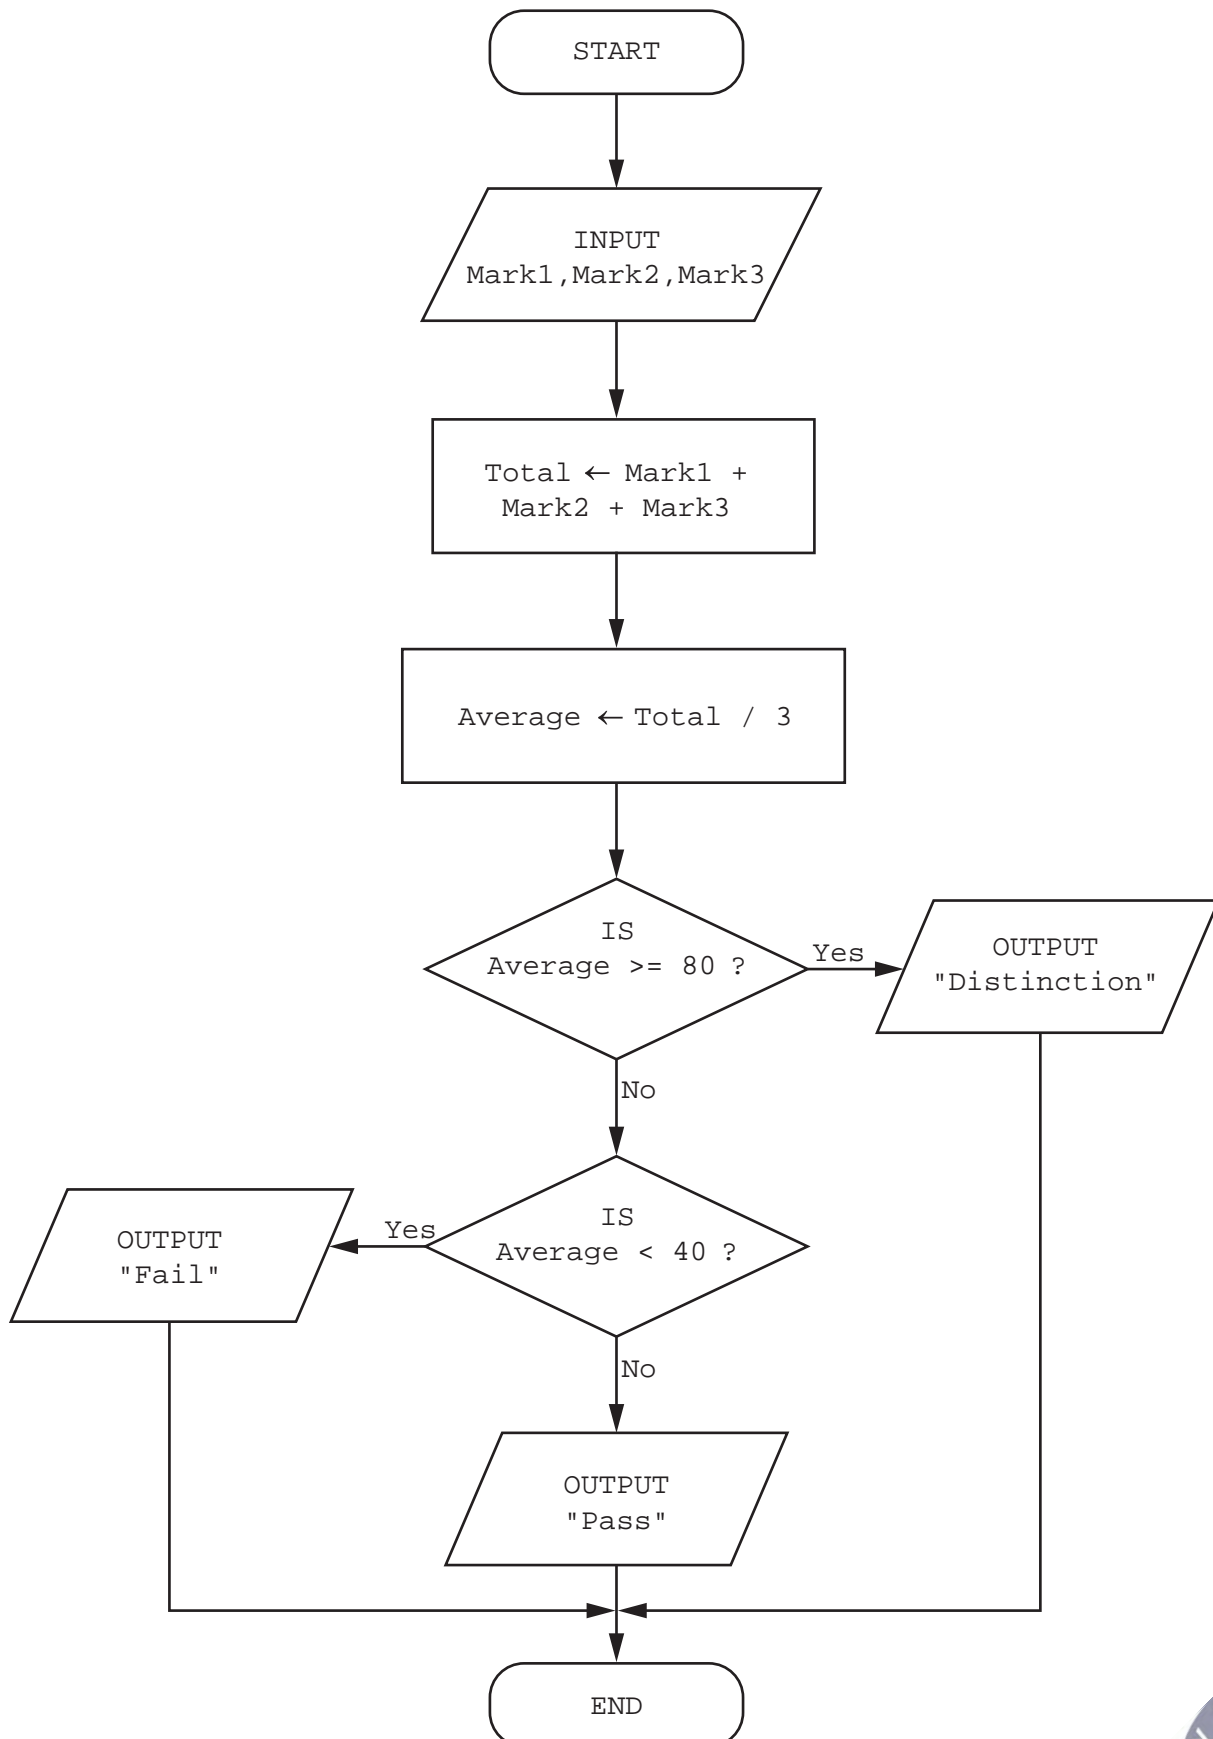 START
INPUT
Mark1,Mark2,Mark3
Total ← Mark1 +
Mark2 + Mark3
Average ← Total / 3
IS
Average >= 80 ?
Yes
OUTPUT
"Distinction"
No
IS
Average < 40 ?
Yes
OUTPUT
"Fail"
No
OUTPUT
"Pass"
END